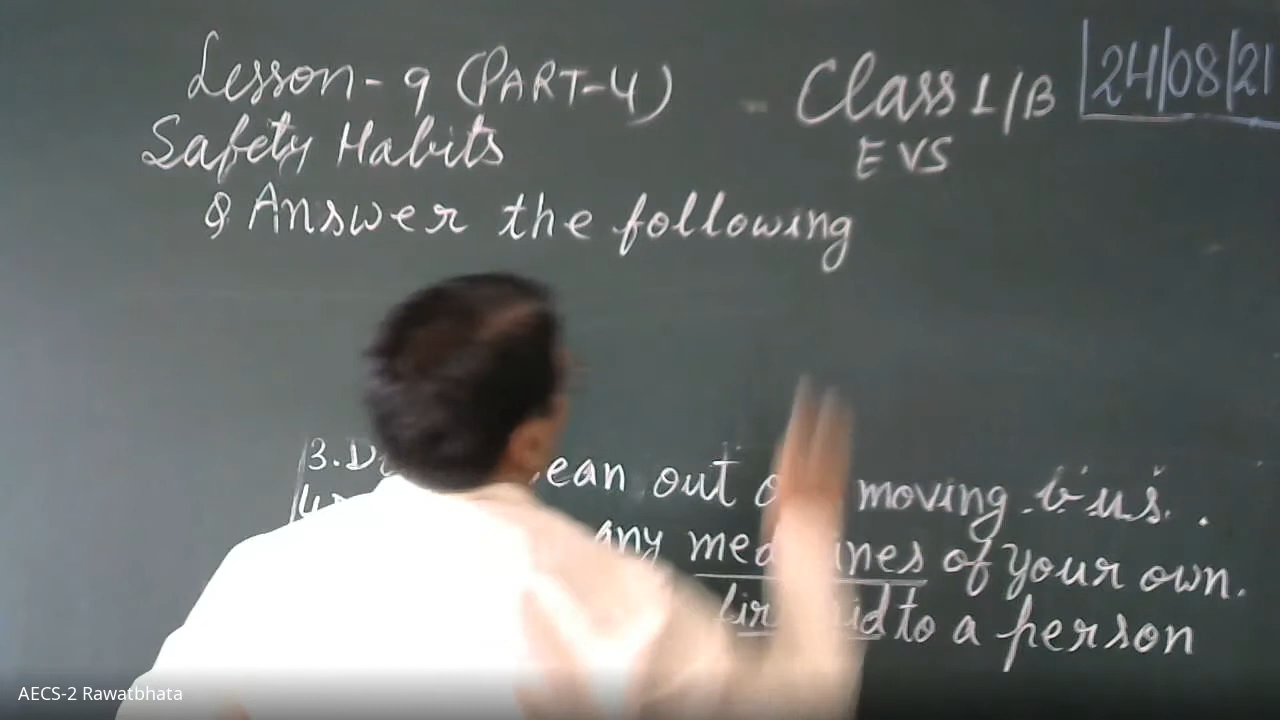 Lesson - 9 (PART-4) - Class I/B 24/08/21
Safety Habits EVS
Q Answer the following
3. out moving bus.
any of your own.
to a person
AECS-2 Rawatbhata